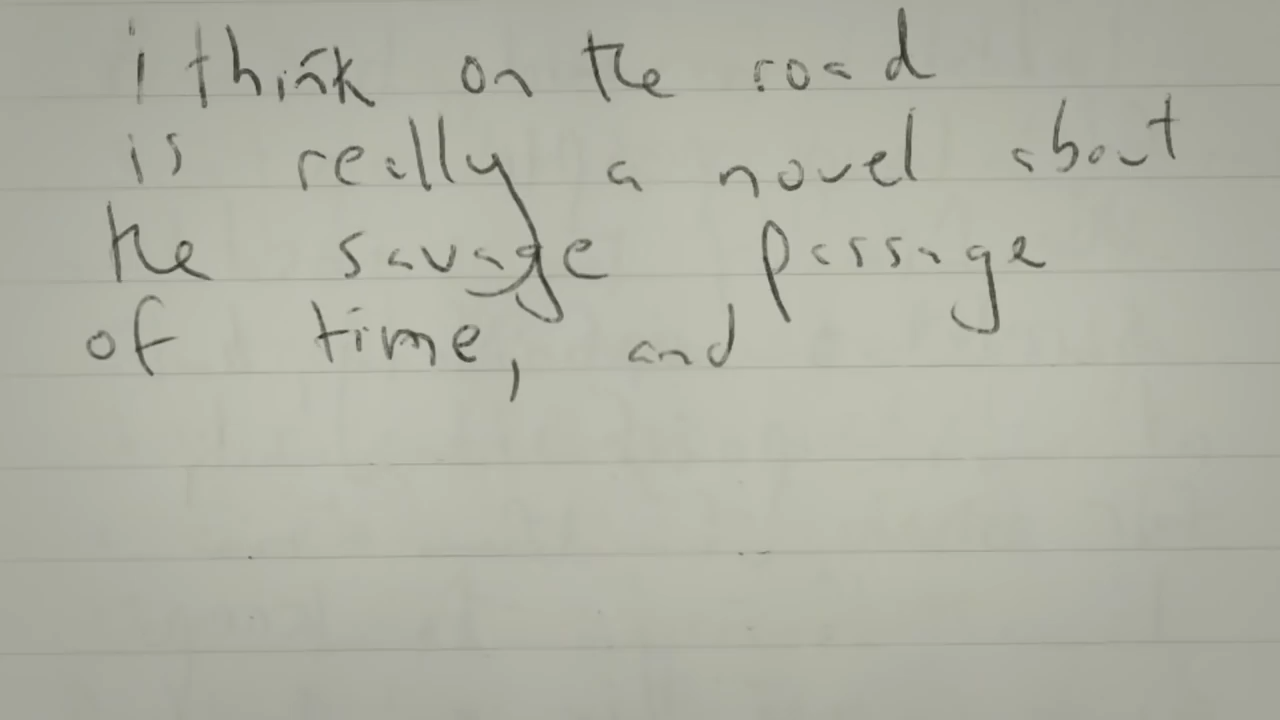 i think on the road
is really a novel about
the savage passage
of time, and